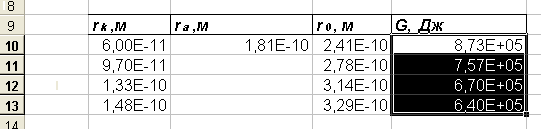 8
9 rк,м rа,м r0, м G, Дж
10 6,00E-11 1,81E-10 2,41E-10 8,73E+05
11 9,70E-11 2,78E-10 7,57E+05
12 1,33E-10 3,14E-10 6,70E+05
13 1,48E-10 3,29E-10 6,40E+05
14